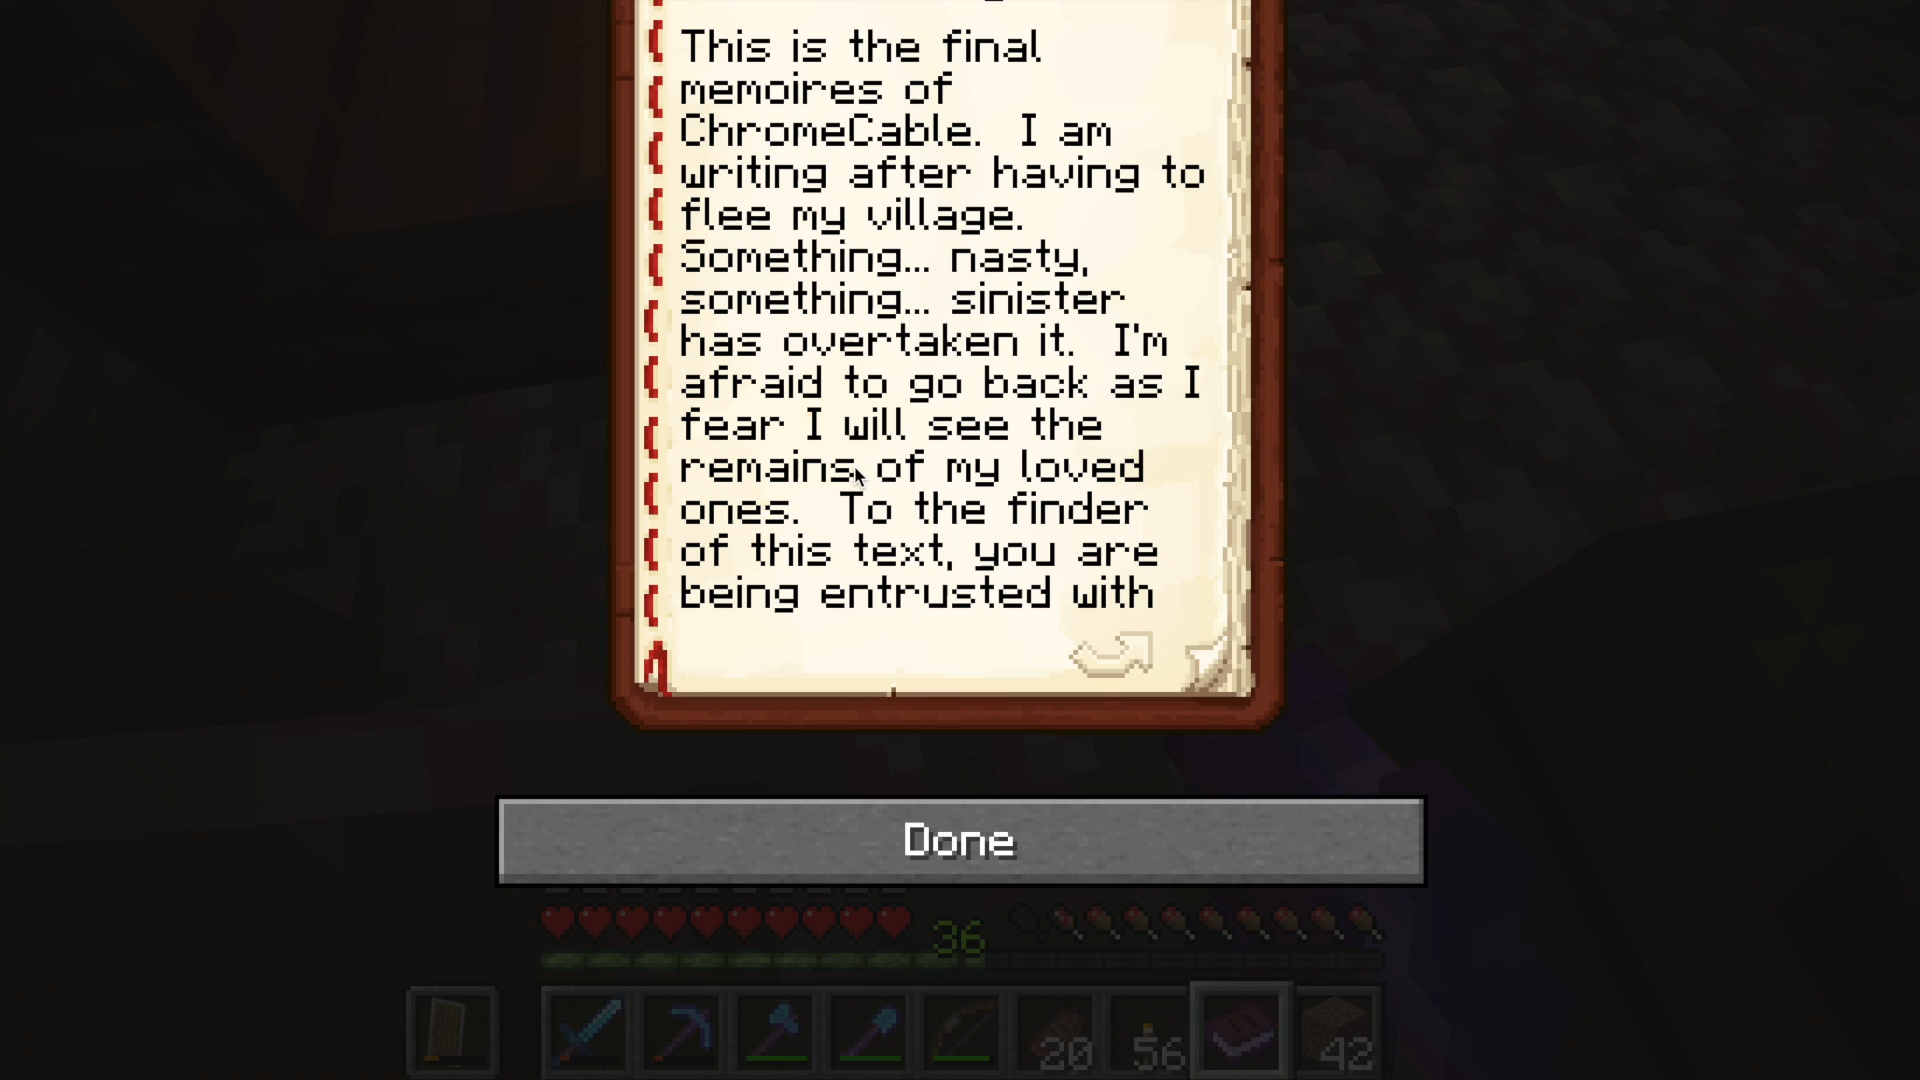 This is the final
memoires of
ChromeCable.  I am
writing after having to
flee my village.
Something... nasty,
something... sinister
has overtaken it.  I'm
afraid to go back as I
fear I will see the
remains of my loved
ones.  To the finder
of this text, you are
being entrusted with
Done
36
20
56
42